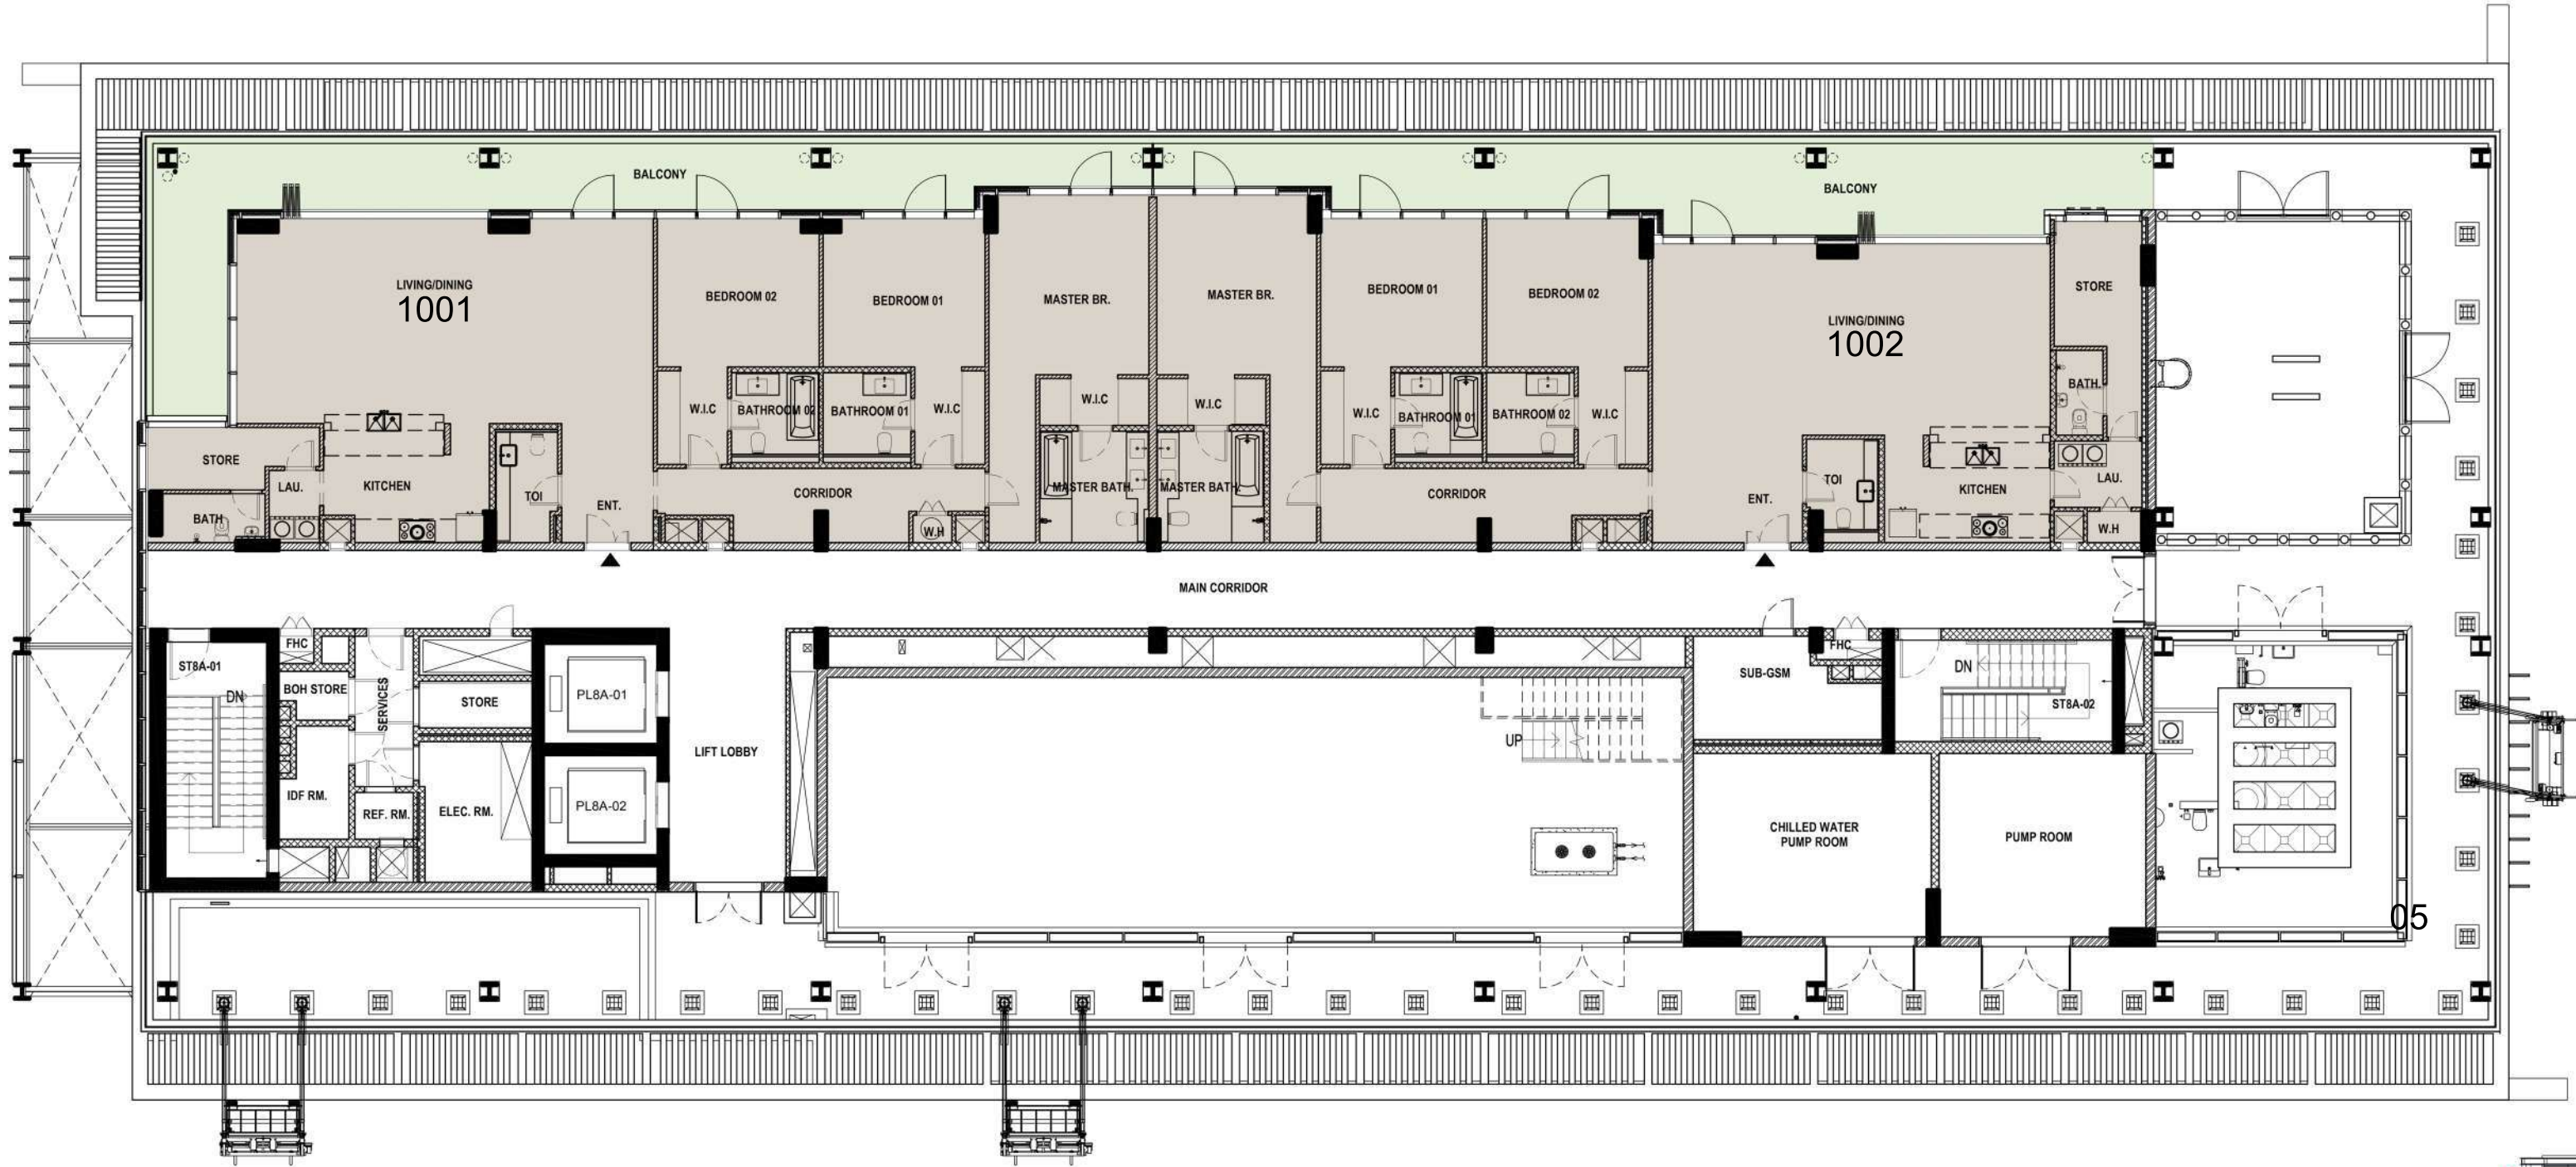 BALCONY
BALCONY
LIVING/DINING
1001
BEDROOM 02
BEDROOM 01
MASTER BR.
MASTER BR.
BEDROOM 01
BEDROOM 02
LIVING/DINING
1002
STORE
W.I.C
BATHROOM 02
BATHROOM 01
W.I.C
W.I.C
W.I.C
W.I.C
BATHROOM 01
BATHROOM 02
W.I.C
BATH.
STORE
LAU.
KITCHEN
TOI
ENT.
CORRIDOR
MASTER BATH.
MASTER BATH.
CORRIDOR
ENT.
TOI
KITCHEN
LAU.
BATH
W.H
W.H
MAIN CORRIDOR
FHC
ST8A-01
DN
BOH STORE
SERVICES
STORE
PL8A-01
LIFT LOBBY
IDF RM.
REF. RM.
ELEC. RM.
PL8A-02
UP
SUB-GSM
FHC
DN
ST8A-02
CHILLED WATER
PUMP ROOM
PUMP ROOM
05